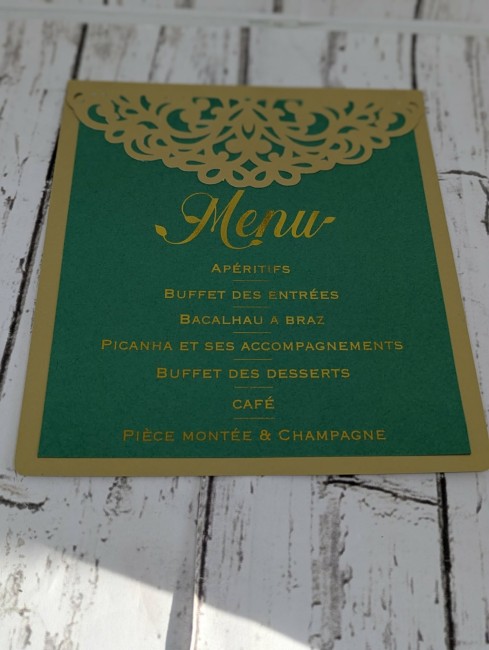 Menu
Apéritifs
Buffet des entrées
Bacalhau a braz
Picanha et ses accompagnements
Buffet des desserts
café
Pièce montée & Champagne